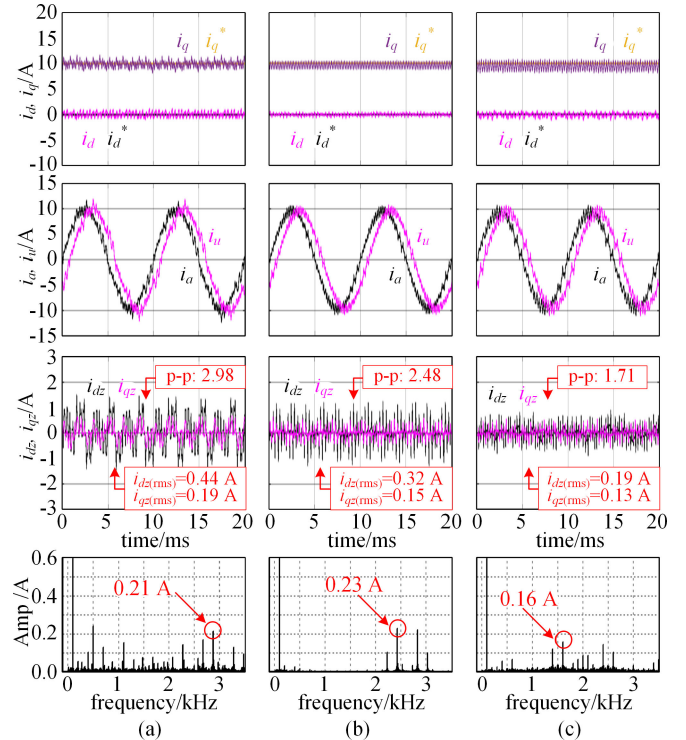 20
15
10
5
0
-5
-10
i_d, i_q/A
i_q i_q*
i_d i_d*
i_q i_q*
i_d i_d*
i_q i_q*
i_d i_d*
15
10
5
0
-5
-10
-15
i_a, i_u/A
i_u
i_a
i_u
i_a
i_u
i_a
3
2
1
0
-1
-2
-3
i_dz, i_qz/A
i_dz i_qz
p-p: 2.98
i_dz(rms)=0.44 A
i_qz(rms)=0.19 A
i_dz i_qz
p-p: 2.48
i_dz(rms)=0.32 A
i_qz(rms)=0.15 A
i_dz i_qz
p-p: 1.71
i_dz(rms)=0.19 A
i_qz(rms)=0.13 A
0 5 10 15 20
time/ms
0 5 10 15 20
time/ms
0 5 10 15 20
time/ms
0.6
0.4
0.2
0.0
Amp /A
0.21 A
0.23 A
0.16 A
0 1 2 3
frequency/kHz
0 1 2 3
frequency/kHz
0 1 2 3
frequency/kHz
(a)
(b)
(c)